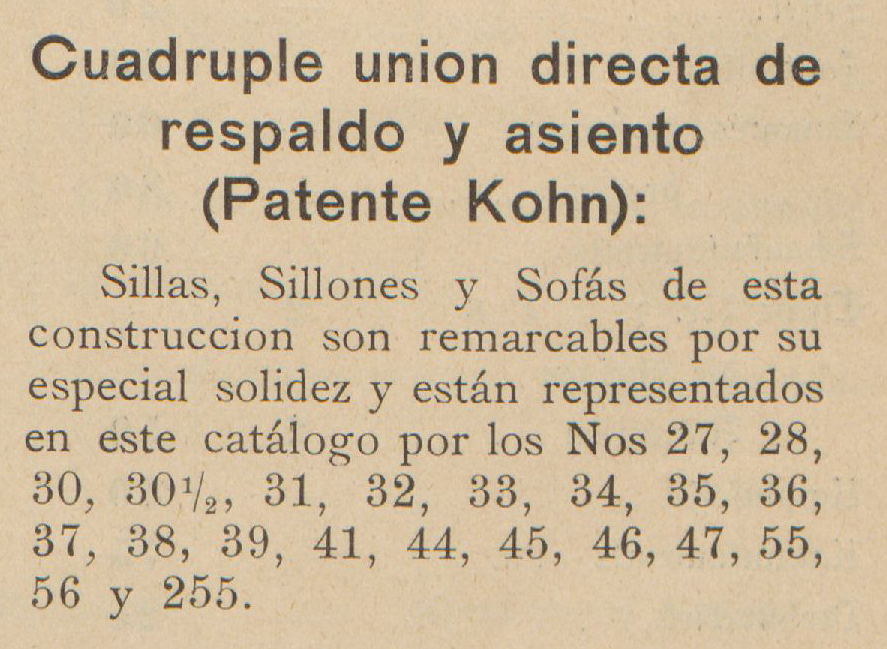 Cuadruple union directa de
respaldo y asiento
(Patente Kohn):
Sillas, Sillones y Sofás de esta
construccion son remarcables por su
especial solidez y están representados
en este catálogo por los Nos 27, 28,
30, 30 1/2, 31, 32, 33, 34, 35, 36,
37, 38, 39, 41, 44, 45, 46, 47, 55,
56 y 255.